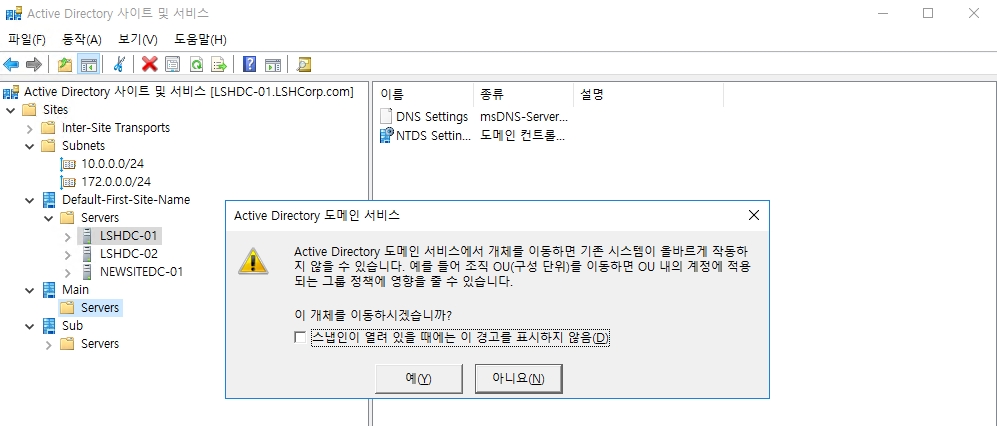 Active Directory 사이트 및 서비스
파일(F) 동작(A) 보기(V) 도움말(H)
Active Directory 사이트 및 서비스 [LSHDC-01.LSHCorp.com]
Sites
Inter-Site Transports
Subnets
10.0.0.0/24
172.0.0.0/24
Default-First-Site-Name
Servers
LSHDC-01
LSHDC-02
NEWSITEDC-01
Main
Servers
Sub
Servers
이름 종류 설명
DNS Settings msDNS-Server...
NTDS Settin... 도메인 컨트롤...
Active Directory 도메인 서비스
Active Directory 도메인 서비스에서 개체를 이동하면 기존 시스템이 올바르게 작동하
지 않을 수 있습니다. 예를 들어 조직 OU(구성 단위)를 이동하면 OU 내의 계정에 적용
되는 그룹 정책에 영향을 줄 수 있습니다.
이 개체를 이동하시겠습니까?
스냅인이 열려 있을 때에는 이 경고를 표시하지 않음(D)
예(Y) 아니요(N)